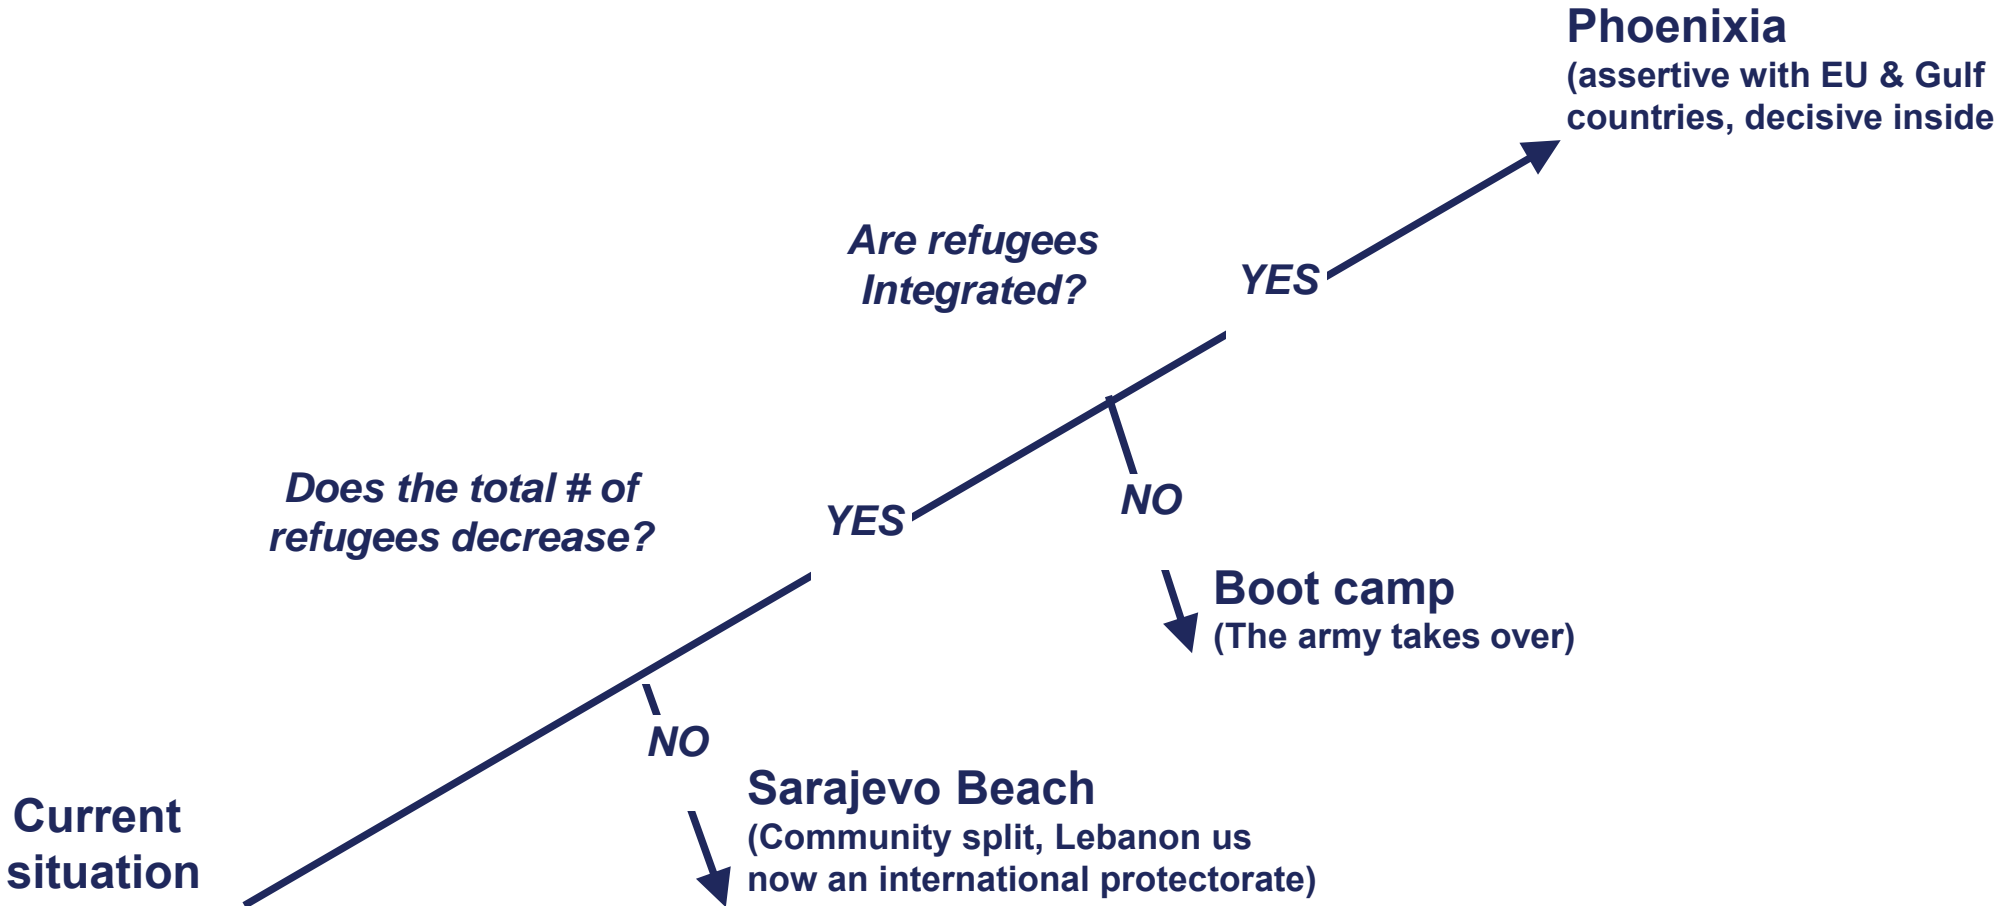 Phoenixia
(assertive with EU & Gulf
countries, decisive inside
Are refugees
Integrated?
YES
Does the total # of
refugees decrease?
YES
NO
Boot camp
(The army takes over)
NO
Sarajevo Beach
(Community split, Lebanon us
now an international protectorate)
Current
situation